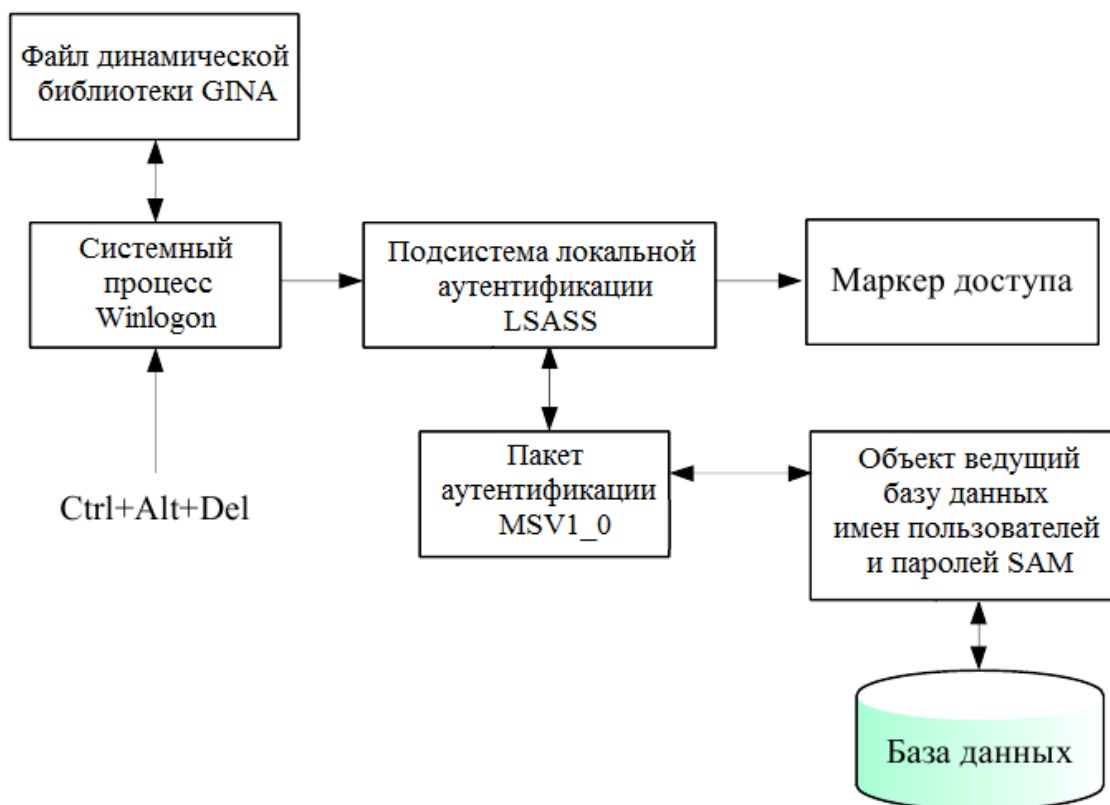 Файл динамической
библиотеки GINA
Системный
процесс
Winlogon
Подсистема локальной
аутентификации
LSASS
Маркер доступа
Ctrl+Alt+Del
Пакет
аутентификации
MSV1_0
Объект ведущий
базу данных
имен пользователей
и паролей SAM
База данных